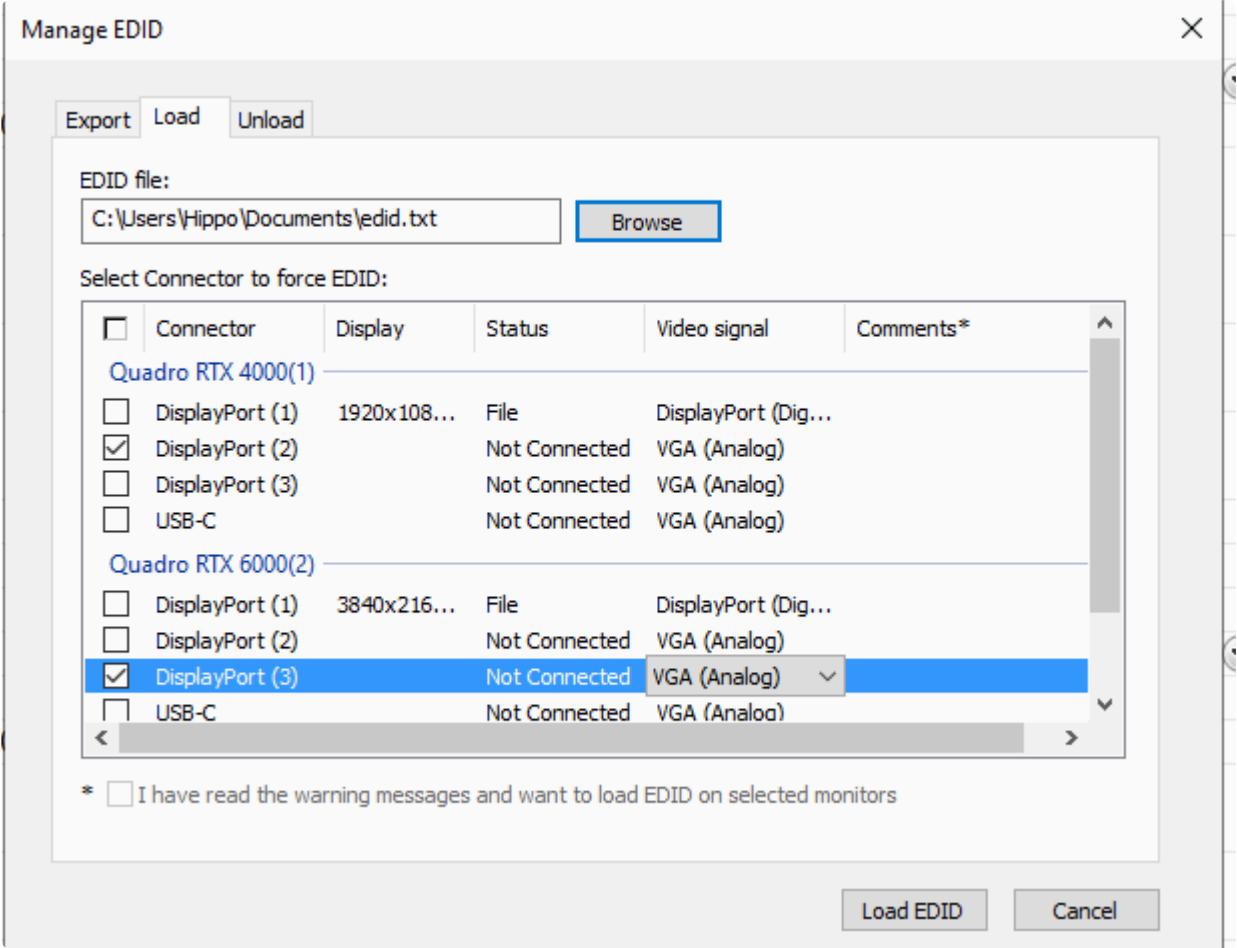 Manage EDID
Export Load Unload
EDID file:
C:\Users\Hippo\Documents\edid.txt Browse
Select Connector to force EDID:
Connector Display Status Video signal Comments*
Quadro RTX 4000(1)
DisplayPort (1) 1920x108... File DisplayPort (Dig...
DisplayPort (2) Not Connected VGA (Analog)
DisplayPort (3) Not Connected VGA (Analog)
USB-C Not Connected VGA (Analog)
Quadro RTX 6000(2)
DisplayPort (1) 3840x216... File DisplayPort (Dig...
DisplayPort (2) Not Connected VGA (Analog)
DisplayPort (3) Not Connected VGA (Analog)
USB-C Not Connected VGA (Analog)
* I have read the warning messages and want to load EDID on selected monitors
Load EDID Cancel